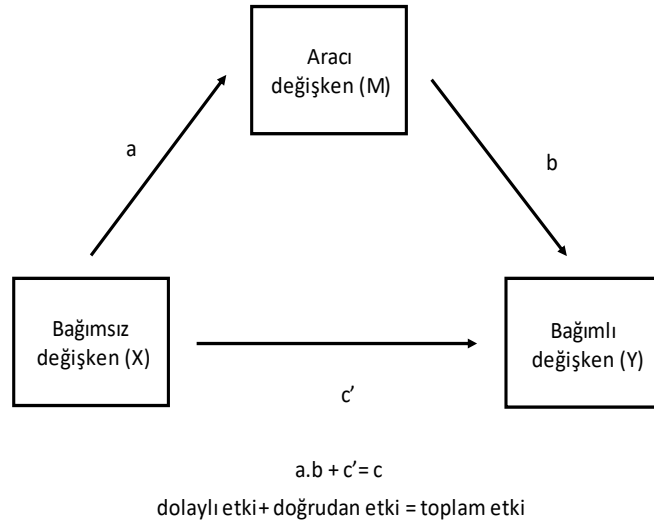 Aracı
değişken (M)
a
b
Bağımsız
değişken (X)
Bağımlı
değişken (Y)
c’
a.b + c’= c
dolaylı etki+ doğrudan etki = toplam etki